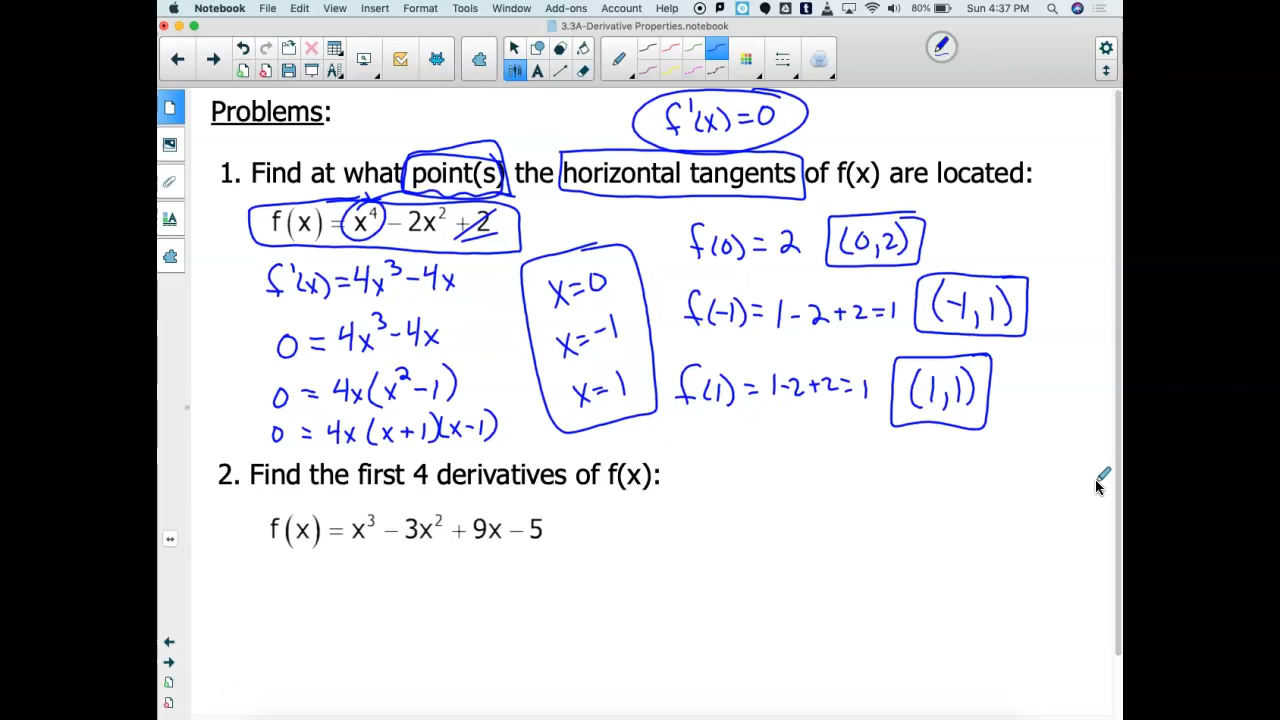 Notebook File Edit View Insert Format Tools Add-ons Account Help 80% Sun 4:37 PM
3.3A-Derivative Properties.notebook
Problems:
f'(x)=0
1. Find at what point(s) the horizontal tangents of f(x) are located:
f(x) = x⁴ − 2x² + 2
f'(x)=4x³−4x
0 = 4x³−4x
0 = 4x(x²−1)
0 = 4x(x+1)(x−1)
x=0
x=−1
x=1
f(0)=2 (0,2)
f(−1)=1−2+2=1 (−1,1)
f(1)=1−2+2=1 (1,1)
2. Find the first 4 derivatives of f(x):
f(x) = x³ − 3x² + 9x − 5